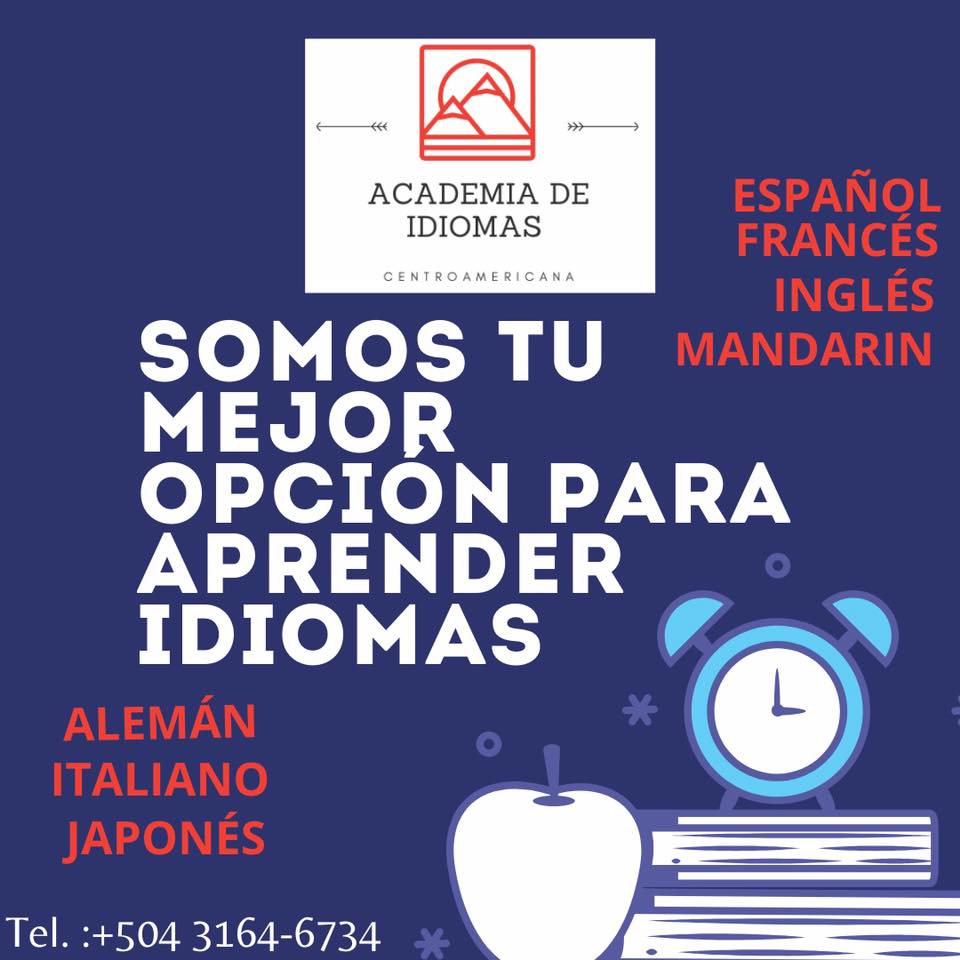 ACADEMIA DE
IDIOMAS
CENTROAMERICANA
ESPAÑOL
FRANCÉS
INGLÉS
MANDARIN
SOMOS TU
MEJOR
OPCIÓN PARA
APRENDER
IDIOMAS
ALEMÁN
ITALIANO
JAPONÉS
Tel. :+504 3164-6734